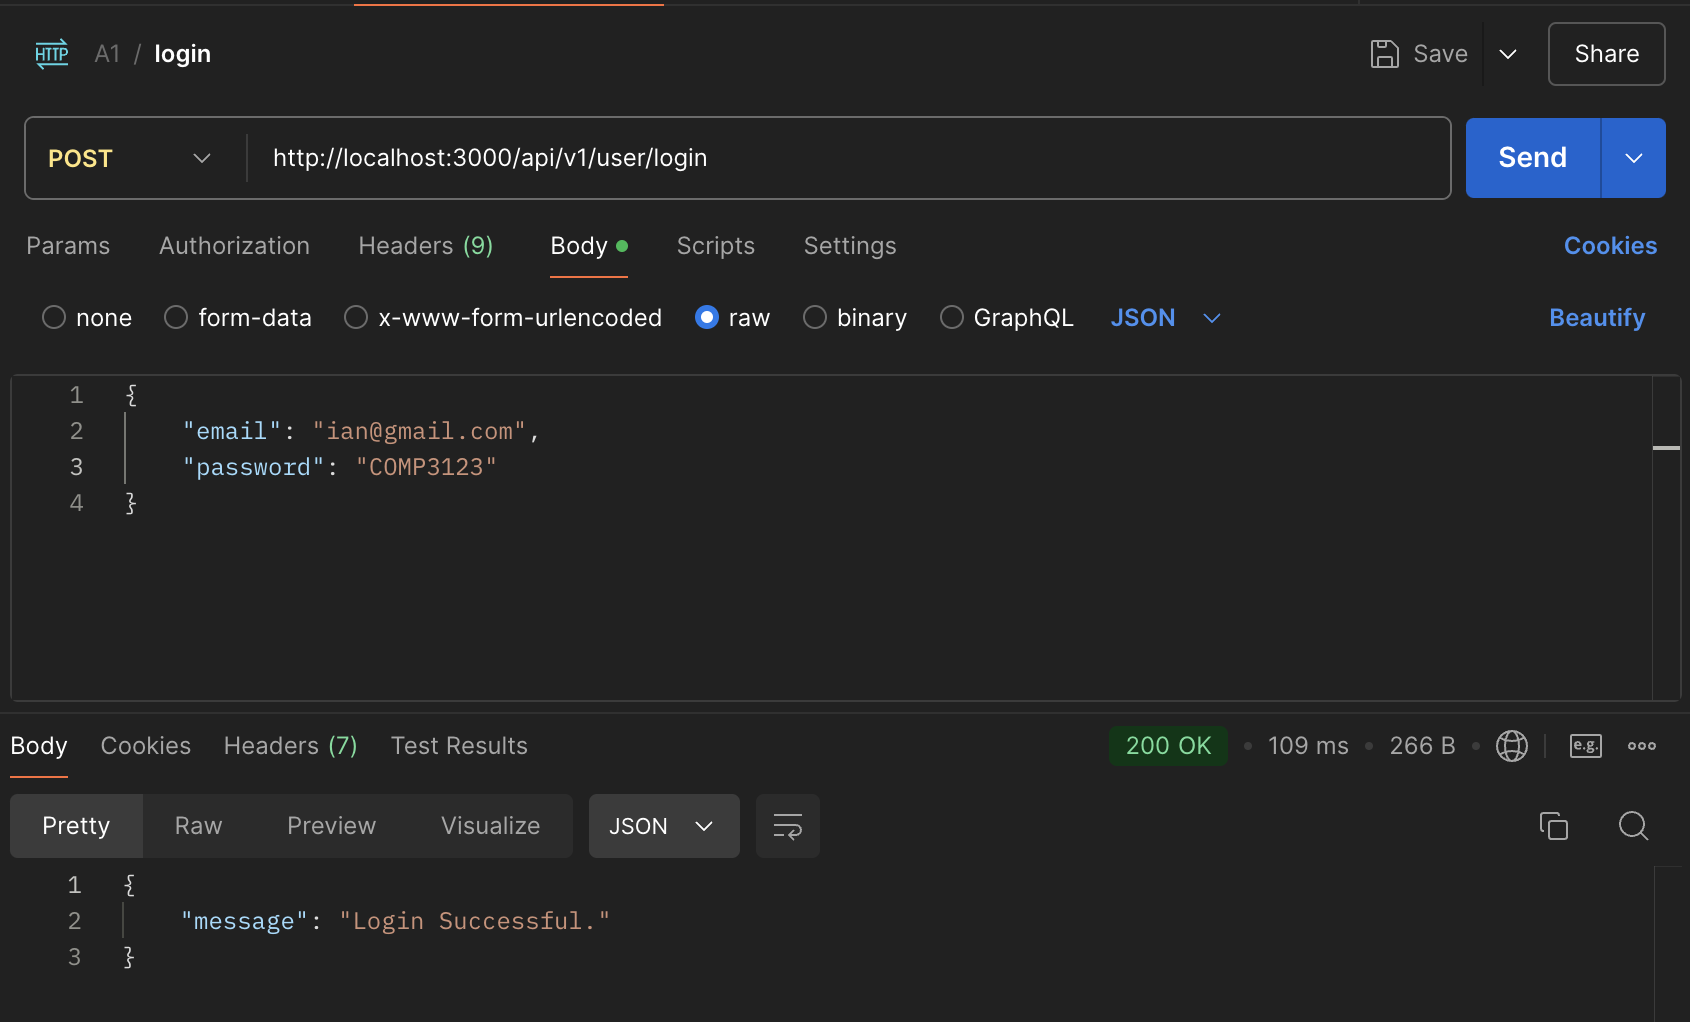 HTTP A1 / login Save Share
POST http://localhost:3000/api/v1/user/login Send
Params Authorization Headers (9) Body Scripts Settings Cookies
none form-data x-www-form-urlencoded raw binary GraphQL JSON Beautify
1 {
2 "email": "ian@gmail.com",
3 "password": "COMP3123"
4 }
Body Cookies Headers (7) Test Results 200 OK • 109 ms • 266 B • e.g.
Pretty Raw Preview Visualize JSON
1 {
2 "message": "Login Successful."
3 }